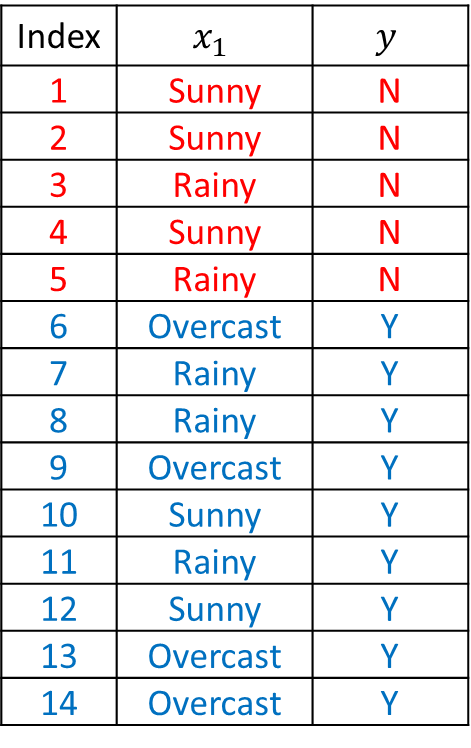 Index x₁ y
1 Sunny N
2 Sunny N
3 Rainy N
4 Sunny N
5 Rainy N
6 Overcast Y
7 Rainy Y
8 Rainy Y
9 Overcast Y
10 Sunny Y
11 Rainy Y
12 Sunny Y
13 Overcast Y
14 Overcast Y